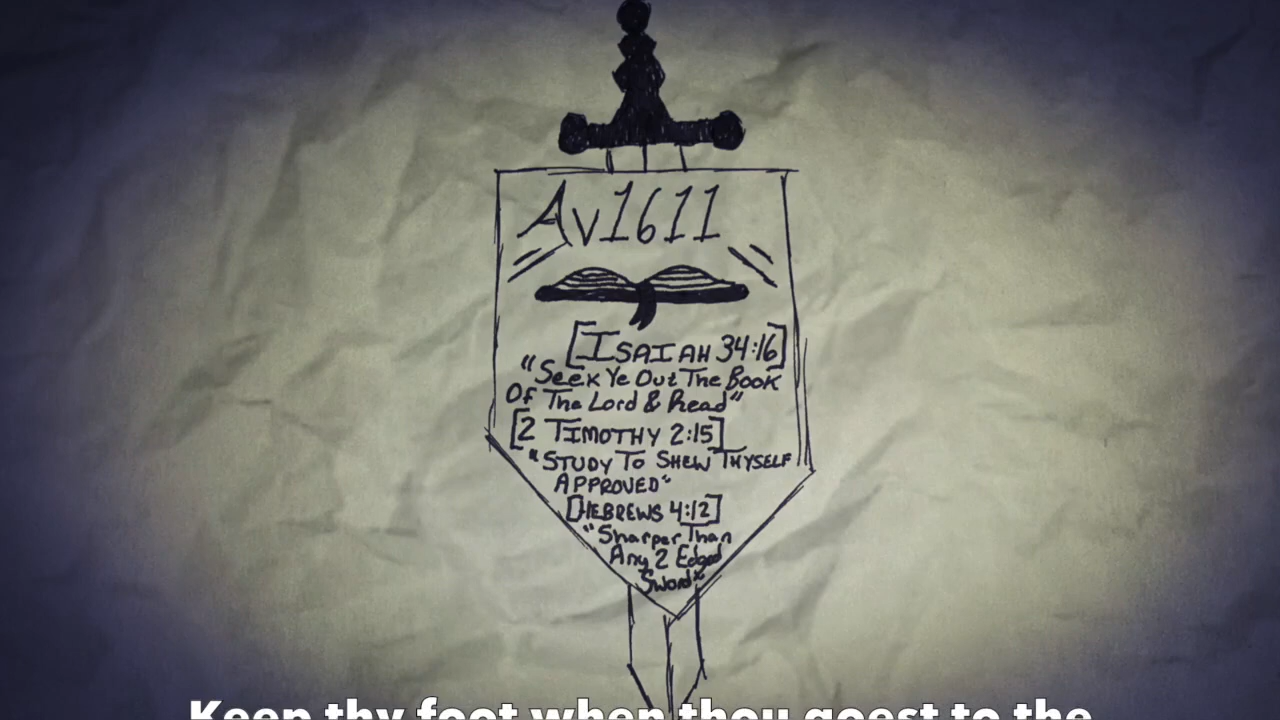 Av1611
[ISAIAH 34:16]
"Seek Ye Out The Book
Of The Lord & Read"
[2 TIMOTHY 2:15]
"STUDY TO SHEW THYSELF
APPROVED"
[HEBREWS 4:12]
"Sharper Than
Any 2 Edged
Sword"
Keep thy foot when thou goest to the